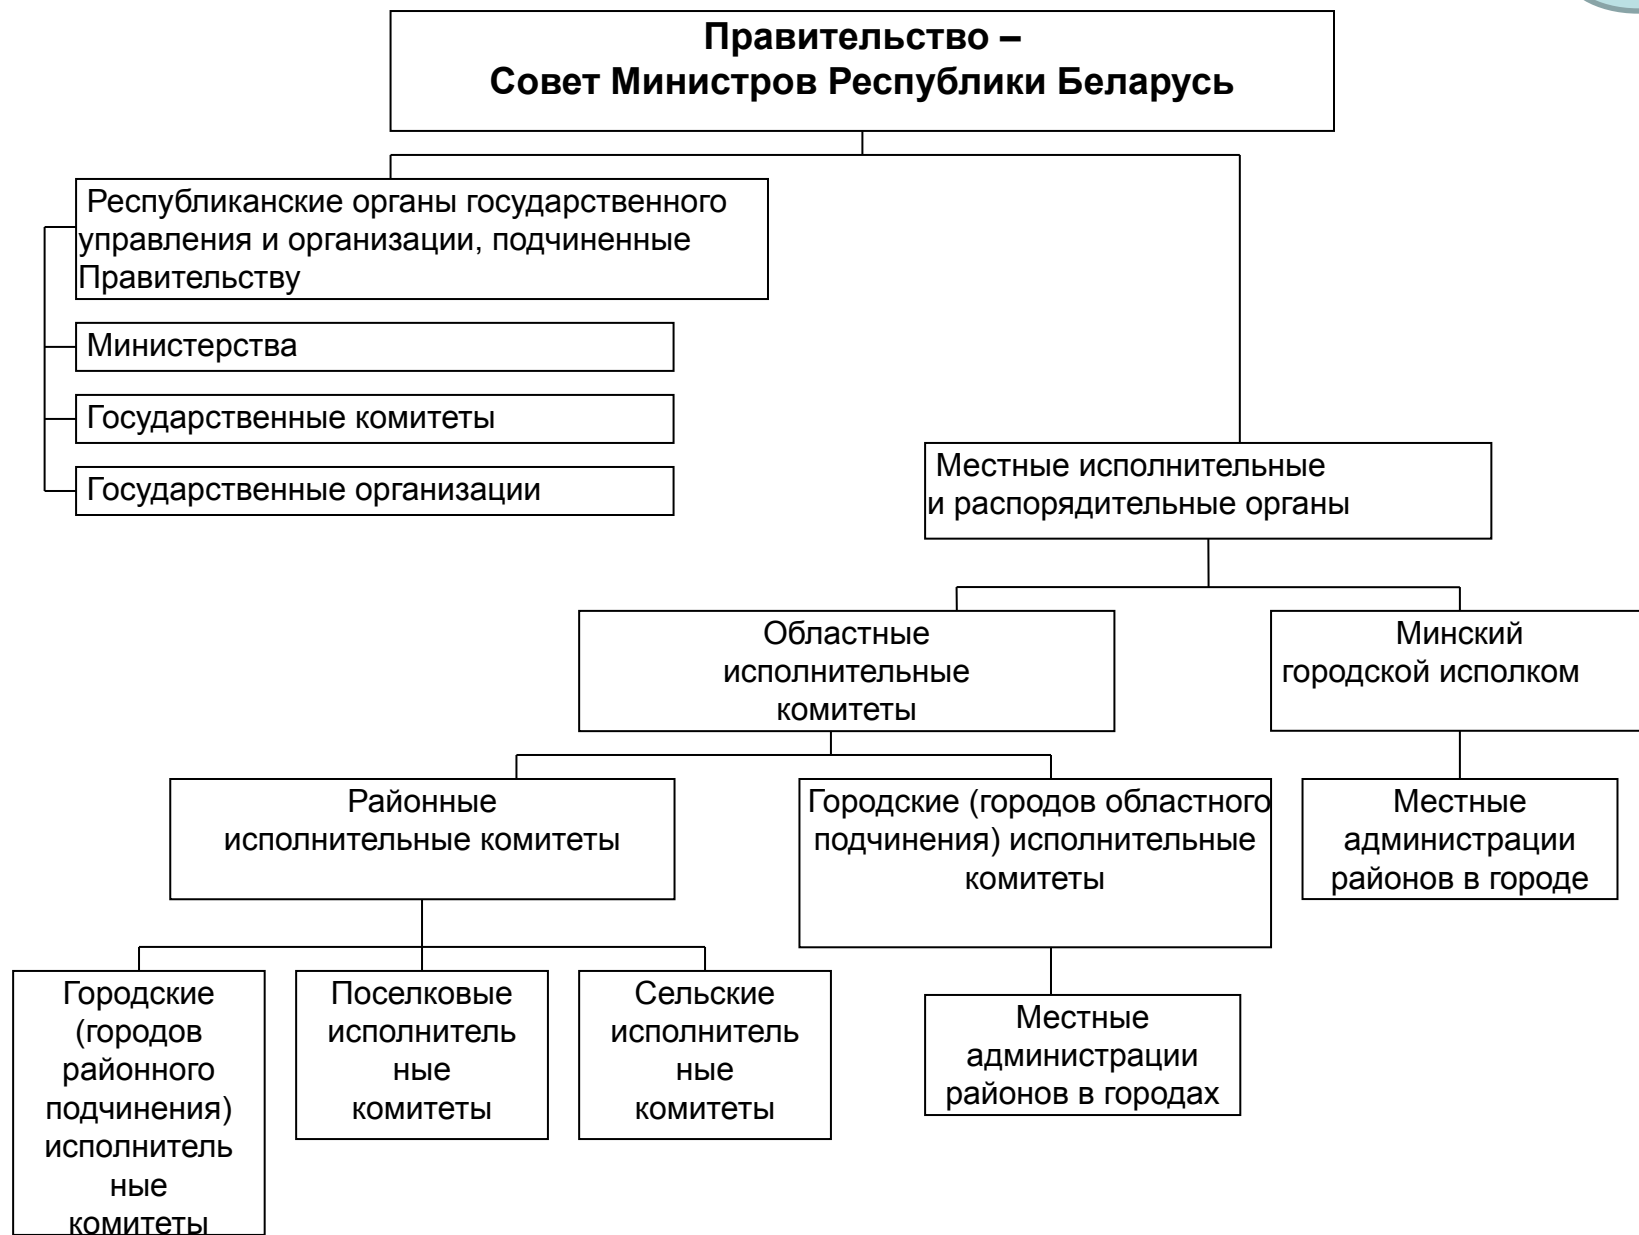 Правительство –
Совет Министров Республики Беларусь
Республиканские органы государственного
управления и организации, подчиненные
Правительству
Министерства
Государственные комитеты
Государственные организации
Местные исполнительные
и распорядительные органы
Областные
исполнительные
комитеты
Минский
городской исполком
Районные
исполнительные комитеты
Городские (городов областного
подчинения) исполнительные
комитеты
Местные
администрации
районов в городе
Городские
(городов
районного
подчинения)
исполнитель
ные
комитеты
Поселковые
исполнитель
ные
комитеты
Сельские
исполнитель
ные
комитеты
Местные
администрации
районов в городах